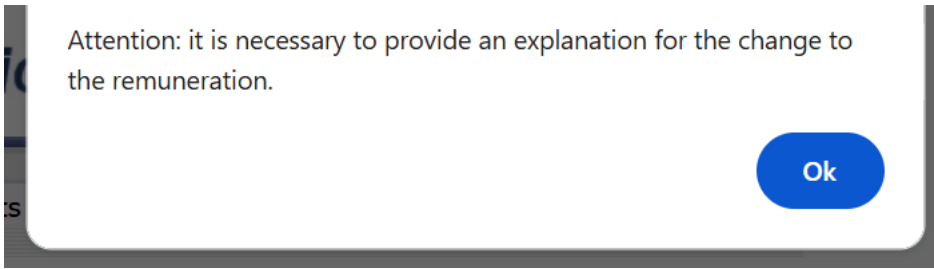 Attention: it is necessary to provide an explanation for the change to
the remuneration.
Ok